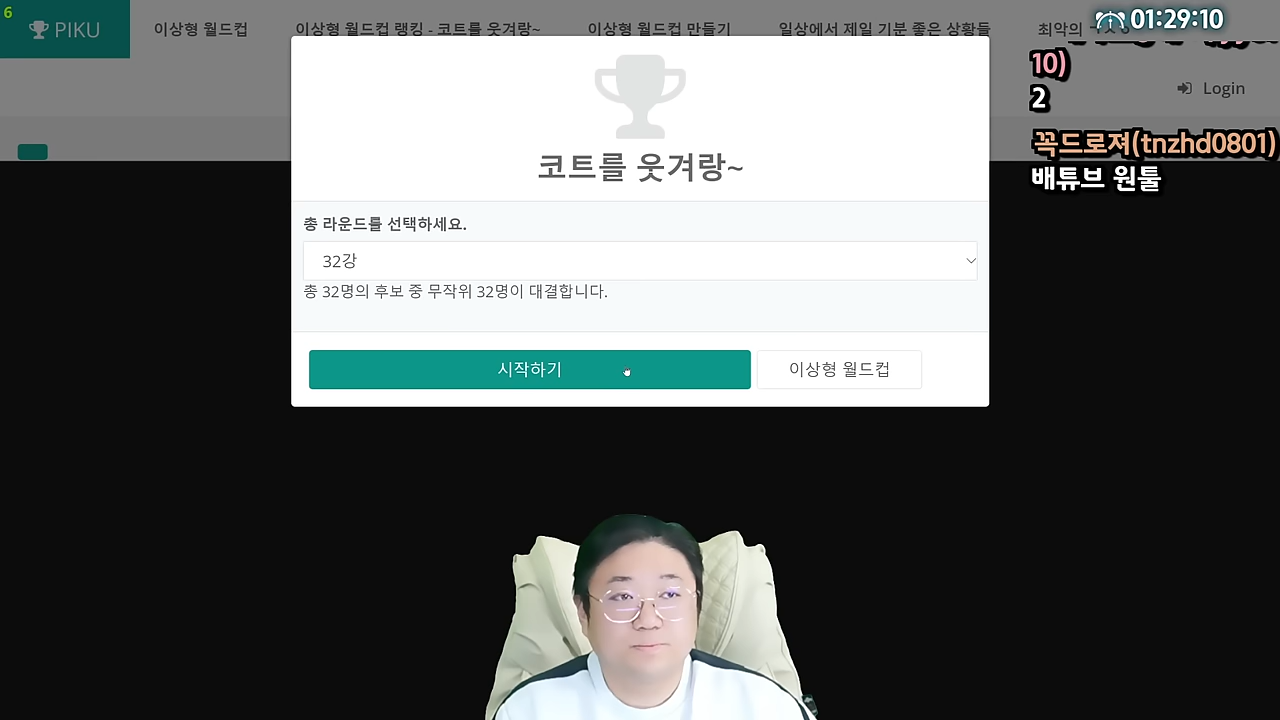 6
PIKU
이상형 월드컵
이상형 월드컵 랭킹 - 코트를 웃겨랑~
이상형 월드컵 만들기
일상에서 제일 기분 좋은 상황들
최악의
01:29:10
10)
2
Login
꼭드로져(tnzhd0801)
배튜브 원툴
코트를 웃겨랑~
총 라운드를 선택하세요.
32강
총 32명의 후보 중 무작위 32명이 대결합니다.
시작하기
이상형 월드컵